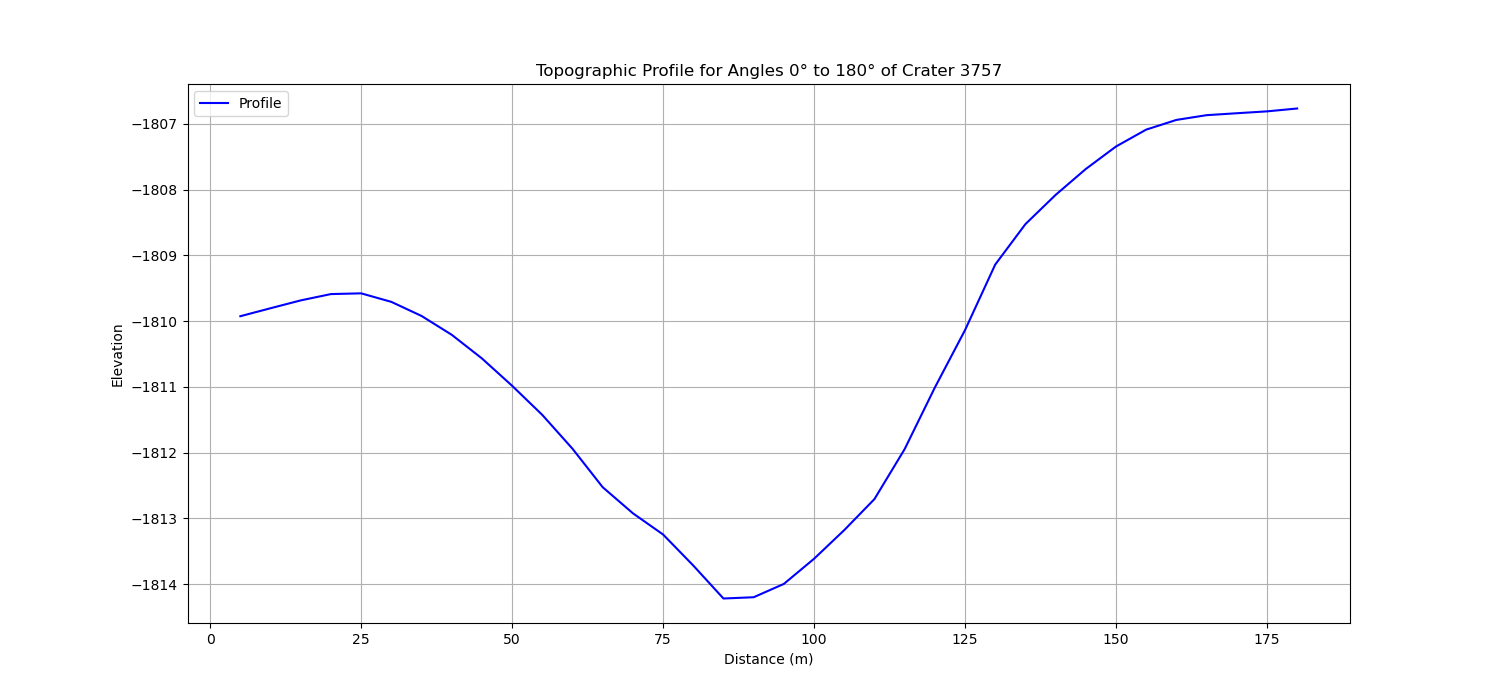 Topographic Profile for Angles 0° to 180° of Crater 3757
Profile
−1807
−1808
−1809
−1810
−1811
−1812
−1813
−1814
Elevation
0 25 50 75 100 125 150 175
Distance (m)